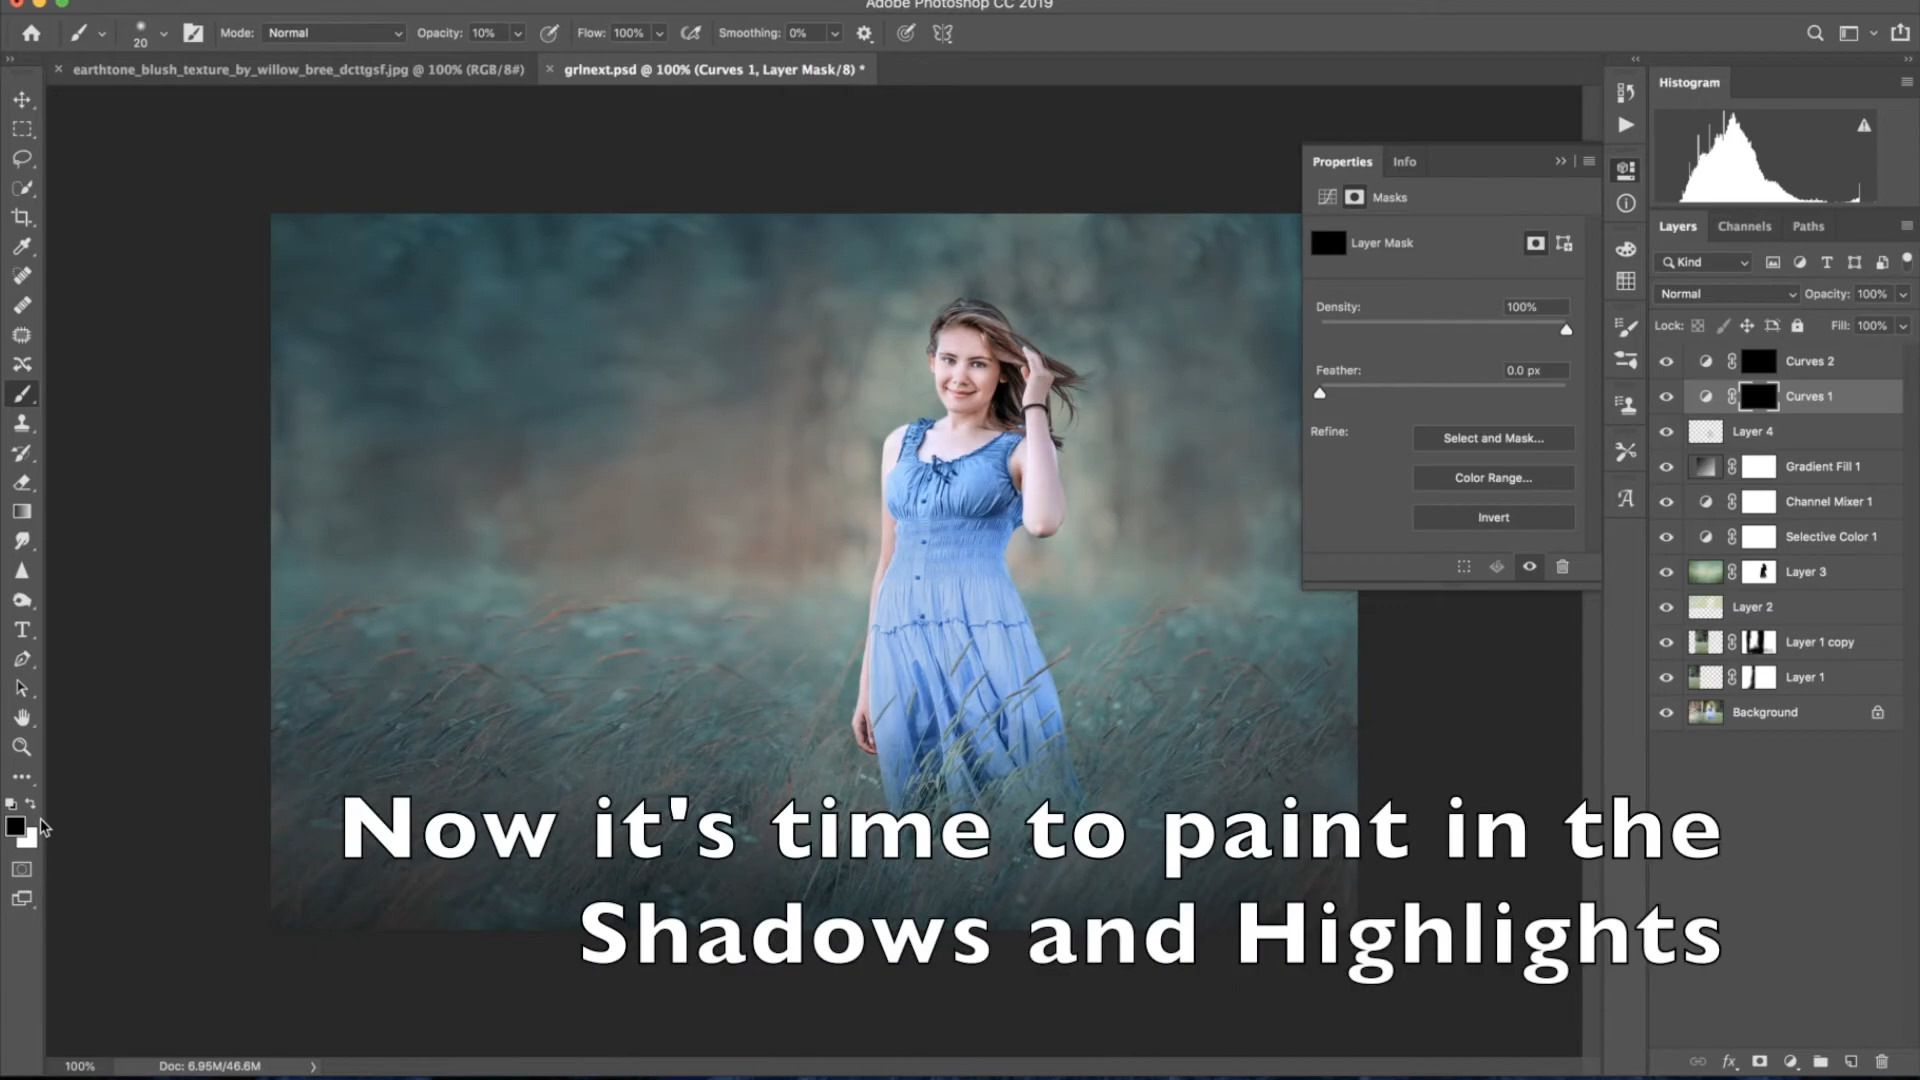 Adobe Photoshop CC 2019
20
Mode: Normal
Opacity: 10%
Flow: 100%
Smoothing: 0%
earthtone_blush_texture_by_willow_bree_dcttgsf.jpg @ 100% (RGB/8#)
grlnext.psd @ 100% (Curves 1, Layer Mask/8) *
Histogram
Properties Info
Masks
Layer Mask
Density: 100%
Feather: 0.0 px
Refine:
Select and Mask...
Color Range...
Invert
Layers Channels Paths
Kind
Normal
Opacity: 100%
Lock:
Fill: 100%
Curves 2
Curves 1
Layer 4
Gradient Fill 1
Channel Mixer 1
Selective Color 1
Layer 3
Layer 2
Layer 1 copy
Layer 1
Background
Now it's time to paint in the
Shadows and Highlights
100%
Doc: 6.95M/46.6M
fx